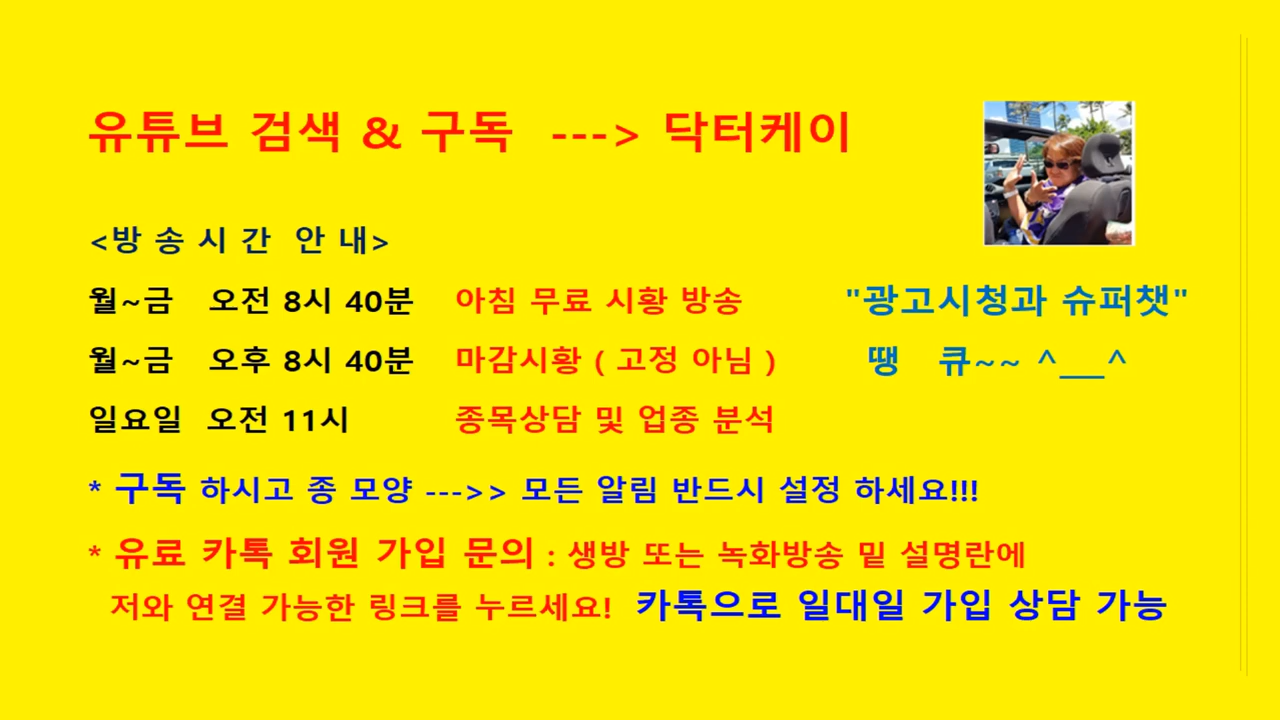 유튜브 검색 & 구독 ---> 닥터케이
<방 송 시 간 안 내>
월~금 오전 8시 40분 아침 무료 시황 방송 "광고시청과 슈퍼챗"
월~금 오후 8시 40분 마감시황 ( 고정 아님 ) 땡 큐~~ ^__^
일요일 오전 11시 종목상담 및 업종 분석
* 구독 하시고 종 모양 --->> 모든 알림 반드시 설정 하세요!!!
* 유료 카톡 회원 가입 문의 : 생방 또는 녹화방송 밑 설명란에
저와 연결 가능한 링크를 누르세요! 카톡으로 일대일 가입 상담 가능